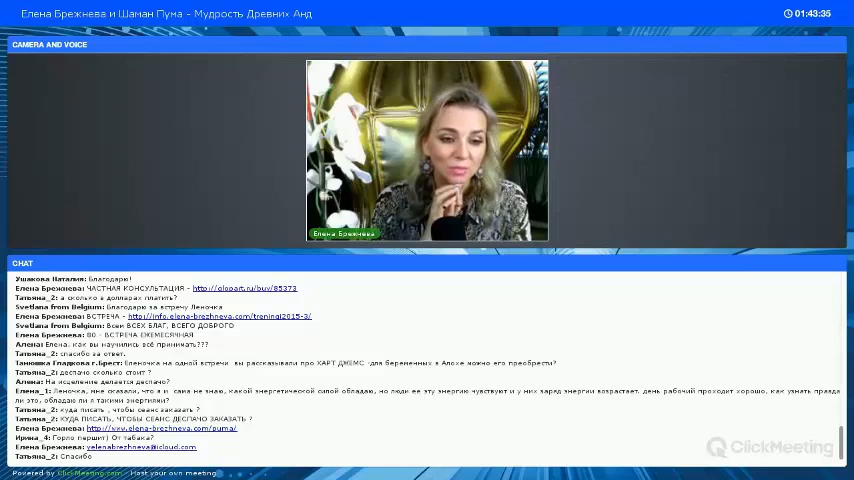 Елена Брежнева и Шаман Пума - Мудрость Древних Анд
01:43:35
CAMERA AND VOICE
Елена Брежнева
CHAT
Ушакова Наталия: Благодарю!
Елена Брежнева: ЧАСТНАЯ КОНСУЛЬТАЦИЯ - http://glopart.ru/buy/85373
Татьяна_2: а сколько в долларах платить?
Svetlana from Belgium: Благодарю за встречу Леночка
Елена Брежнева: ВСТРЕЧА - http://info.elena-brezhneva.com/treningi2015-3/
Svetlana from Belgium: Всем ВСЕХ БЛАГ, ВСЕГО ДОБРОГО
Елена Брежнева: 80 - ВСТРЕЧА ЕЖЕМЕСЯЧНАЯ
Алена: Елена, как вы научились всё принимать???
Татьяна_2: спасибо за ответ.
Танюшка Гладкова г.Брест: Еленочка на одной встречи вы рассказывали про ХАРТ ДЖЕМС -для беременных в Алохе можно его преобрести?
Татьяна_2: деспачо сколько стоит ?
Алена: На исцеление делается деспачо?
Елена_1: Леночка, мне сказали, что я и сама не знаю, какой энергетической силой обладаю, но люди ее эту энергию чувствуют и у них заряд энергии возрастает. день рабочий проходит хорошо, как узнать правда
ли это, обладаю ли я такими энергиями?
Татьяна_2: куда писать , чтобы сеанс заказать ?
Татьяна_2: КУДА ПИСАТЬ, ЧТОБЫ СЕАНС ДЕСПАЧО ЗАКАЗАТЬ ?
Елена Брежнева: http://www.elena-brezhneva.com/puma/
Ирина_4: Горло першит) От табака?
Елена Брежнева: yelenabrezhneva@icloud.com
Татьяна_2: Спасибо
ClickMeeting
Powered by ClickMeeting.com - Host your own meeting